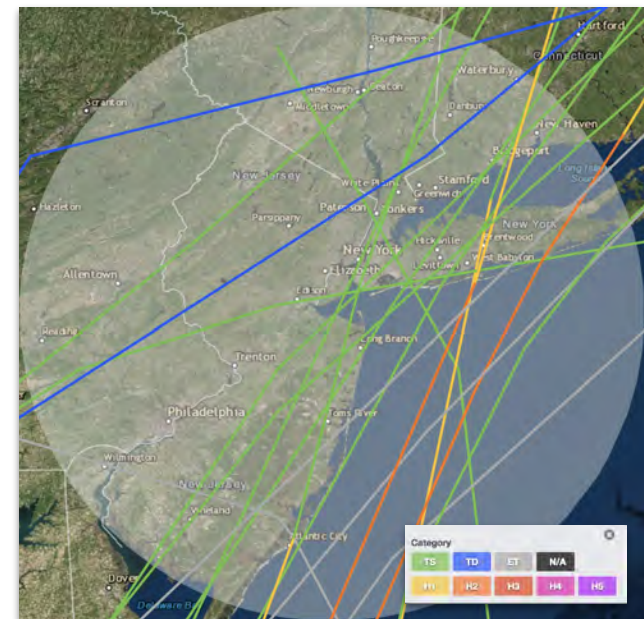 Poughkeepsie
Hartford
Connecticut
Waterbury
Newburgh
Beacon
Scranton
Middletown
Danbury
New Haven
Bridgeport
Long Island
Sound
New Jersey
White Plains
Stamford
Greenwich
Hazleton
Paterson
Yonkers
Parsippany
New York
Hicksville
Brentwood
New York
Levittown
West Babylon
Elizabeth
Allentown
Edison
Reading
Long Branch
Trenton
Philadelphia
Toms River
Wilmington
New Jersey
Vineland
Atlantic City
Category
TS TD ET N/A
H1 H2 H3 H4 H5
Dover
Delaware Ba